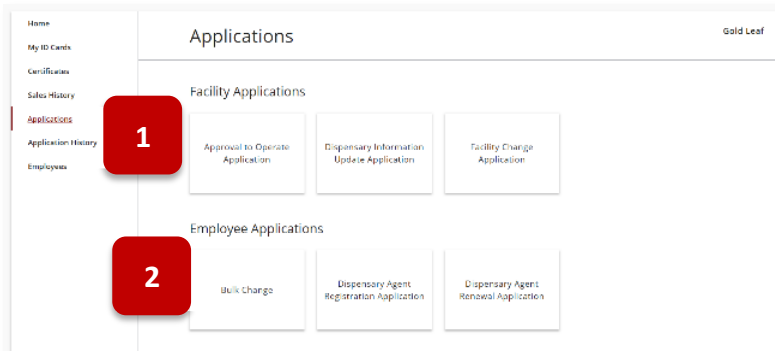 Home
My ID Cards
Certificates
Sales History
Applications
Application History
Employees
Applications
Gold Leaf
Facility Applications
1
Approval to Operate
Application
Dispensary Information
Update Application
Facility Change
Application
Employee Applications
2
Bulk Change
Dispensary Agent
Registration Application
Dispensary Agent
Renewal Application